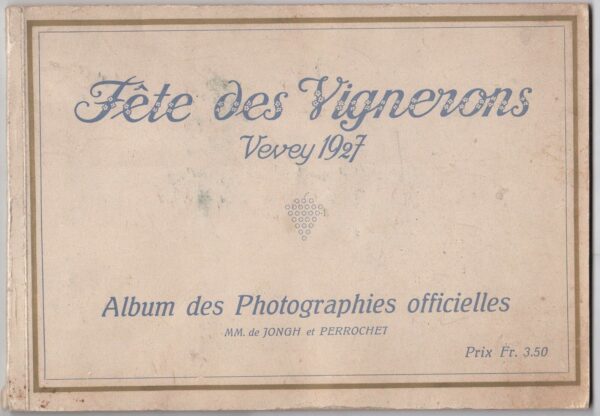 Fête des Vignerons
Vevey 1927
Album des Photographies officielles
MM. de JONGH et PERROCHET
Prix Fr. 3.50